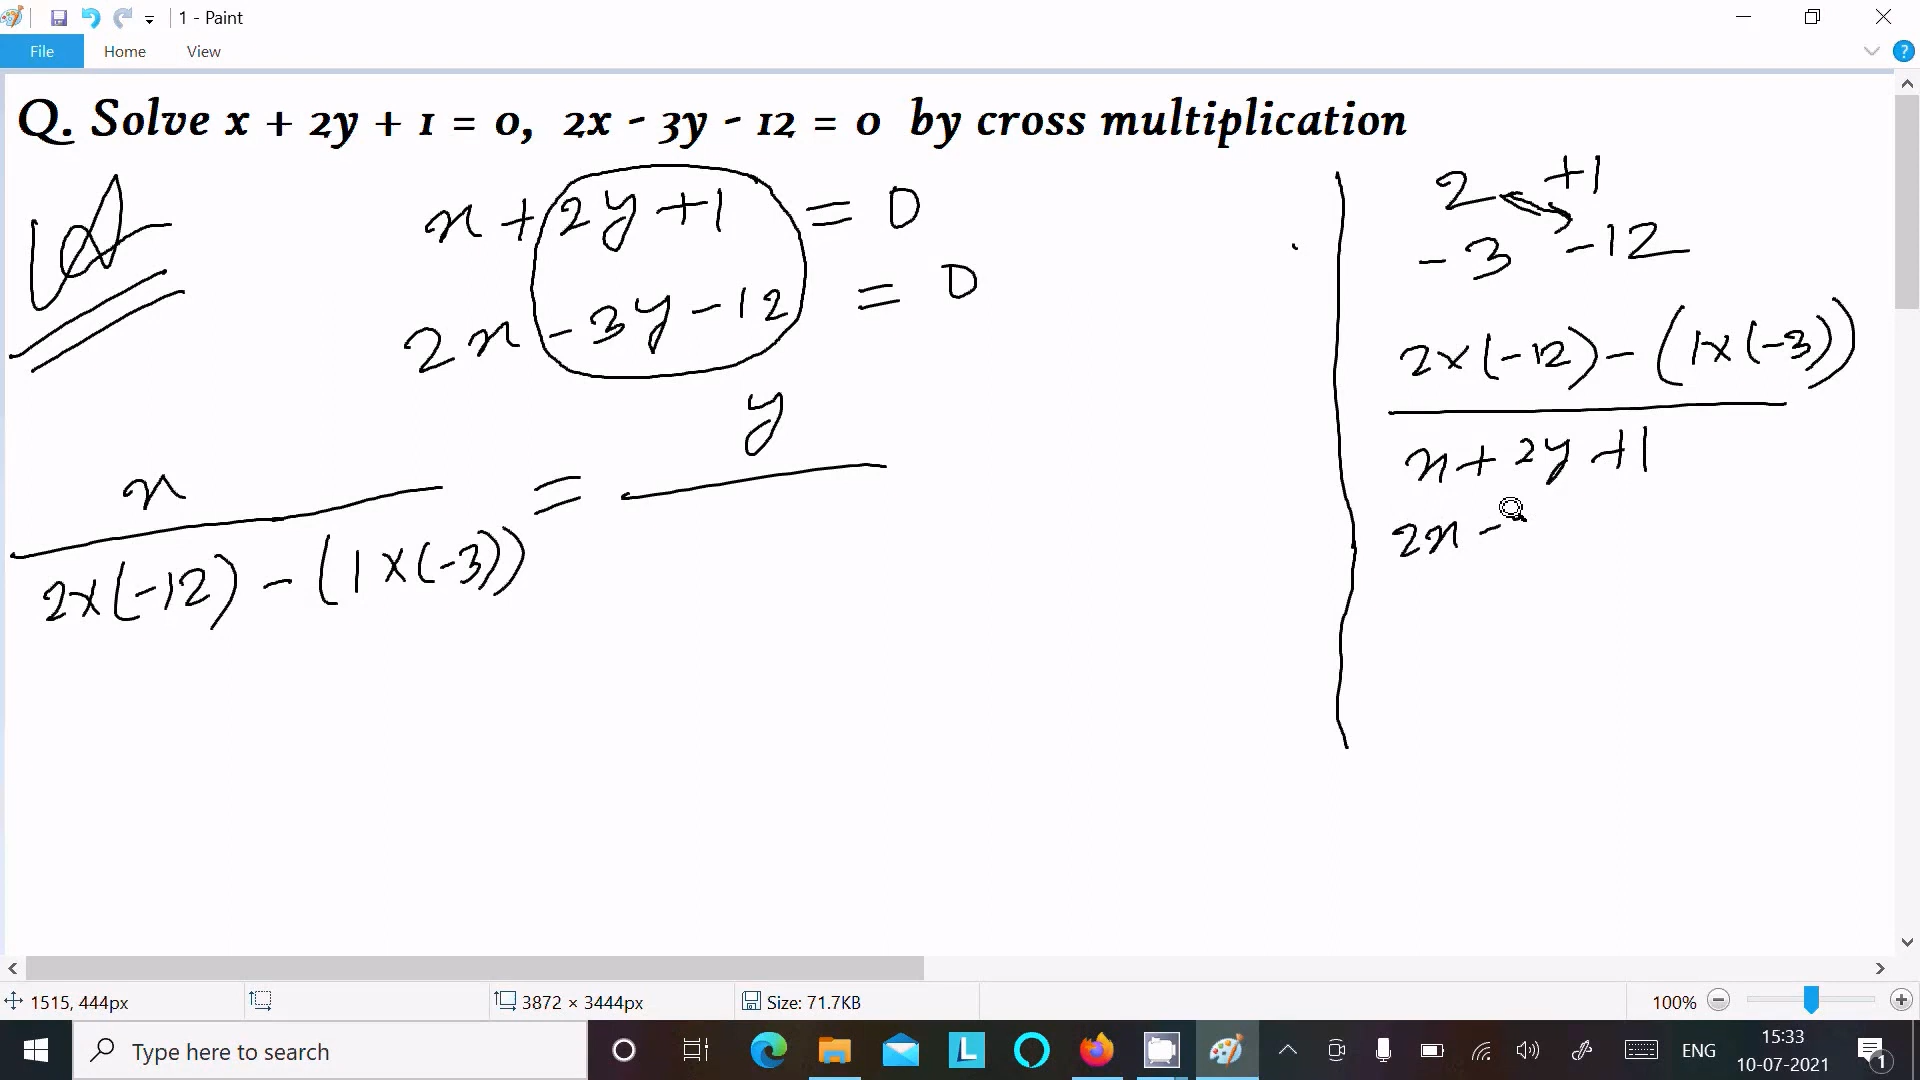 1 - Paint
File Home View
Q. Solve x + 2y + 1 = 0, 2x - 3y - 12 = 0 by cross multiplication
x + 2y + 1 = 0
2x - 3y - 12 = 0
x = y
2x(-12) - (1x(-3))
2 +1
-3 -12
2x(-12) - (1x(-3))
x + 2y + 1
2x -
1515, 444px
3872 × 3444px
Size: 71.7KB
100%
Type here to search
L
ENG
15:33
10-07-2021
1